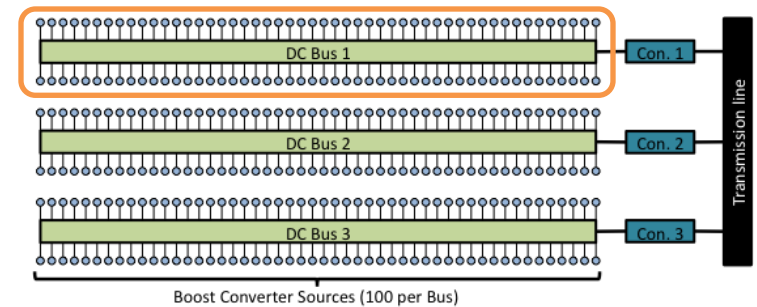 DC Bus 1
Con. 1
DC Bus 2
Con. 2
DC Bus 3
Con. 3
Transmission line
Boost Converter Sources (100 per Bus)